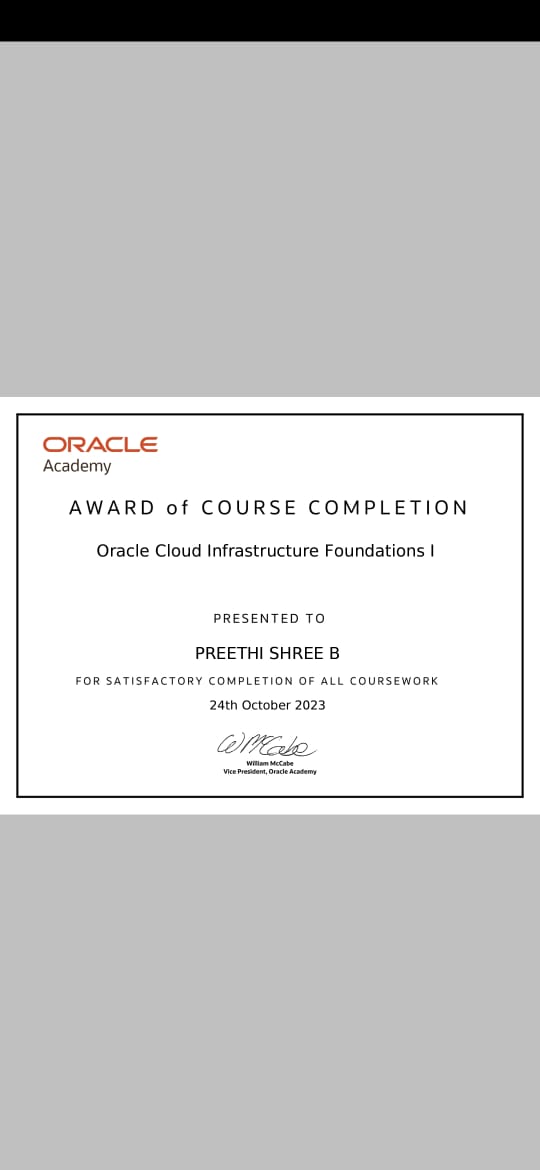 ORACLE
Academy
AWARD of COURSE COMPLETION
Oracle Cloud Infrastructure Foundations I
PRESENTED TO
PREETHI SHREE B
FOR SATISFACTORY COMPLETION OF ALL COURSEWORK
24th October 2023
WMcCabe
William McCabe
Vice President, Oracle Academy